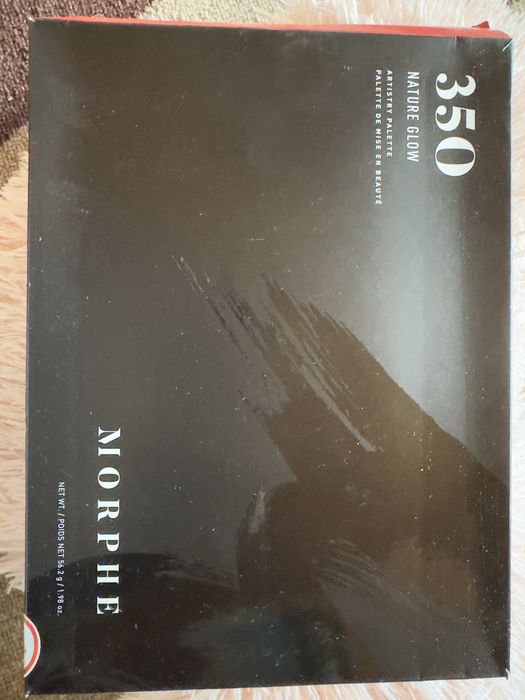 350
NATURE GLOW
ARTISTRY PALETTE
PALETTE DE MISE EN BEAUTÉ
MORPHE
NET WT. / POIDS NET 56.2 g / 1.98 oz.